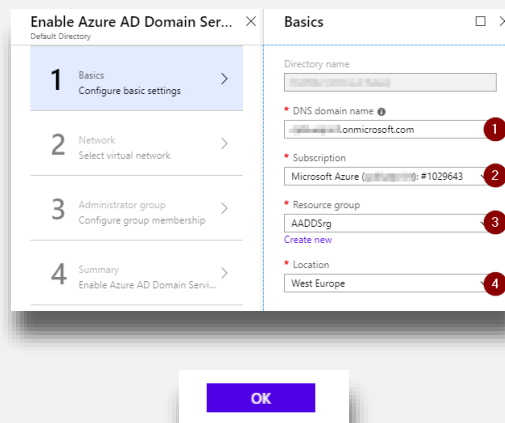 Enable Azure AD Domain Ser...
Default Directory
1
Basics
Configure basic settings
2
Network
Select virtual network
3
Administrator group
Configure group membership
4
Summary
Enable Azure AD Domain Servi...
Basics
Directory name
* DNS domain name
.onmicrosoft.com
1
* Subscription
Microsoft Azure ( ): #1029643
2
* Resource group
AADDSrg
3
Create new
* Location
West Europe
4
OK